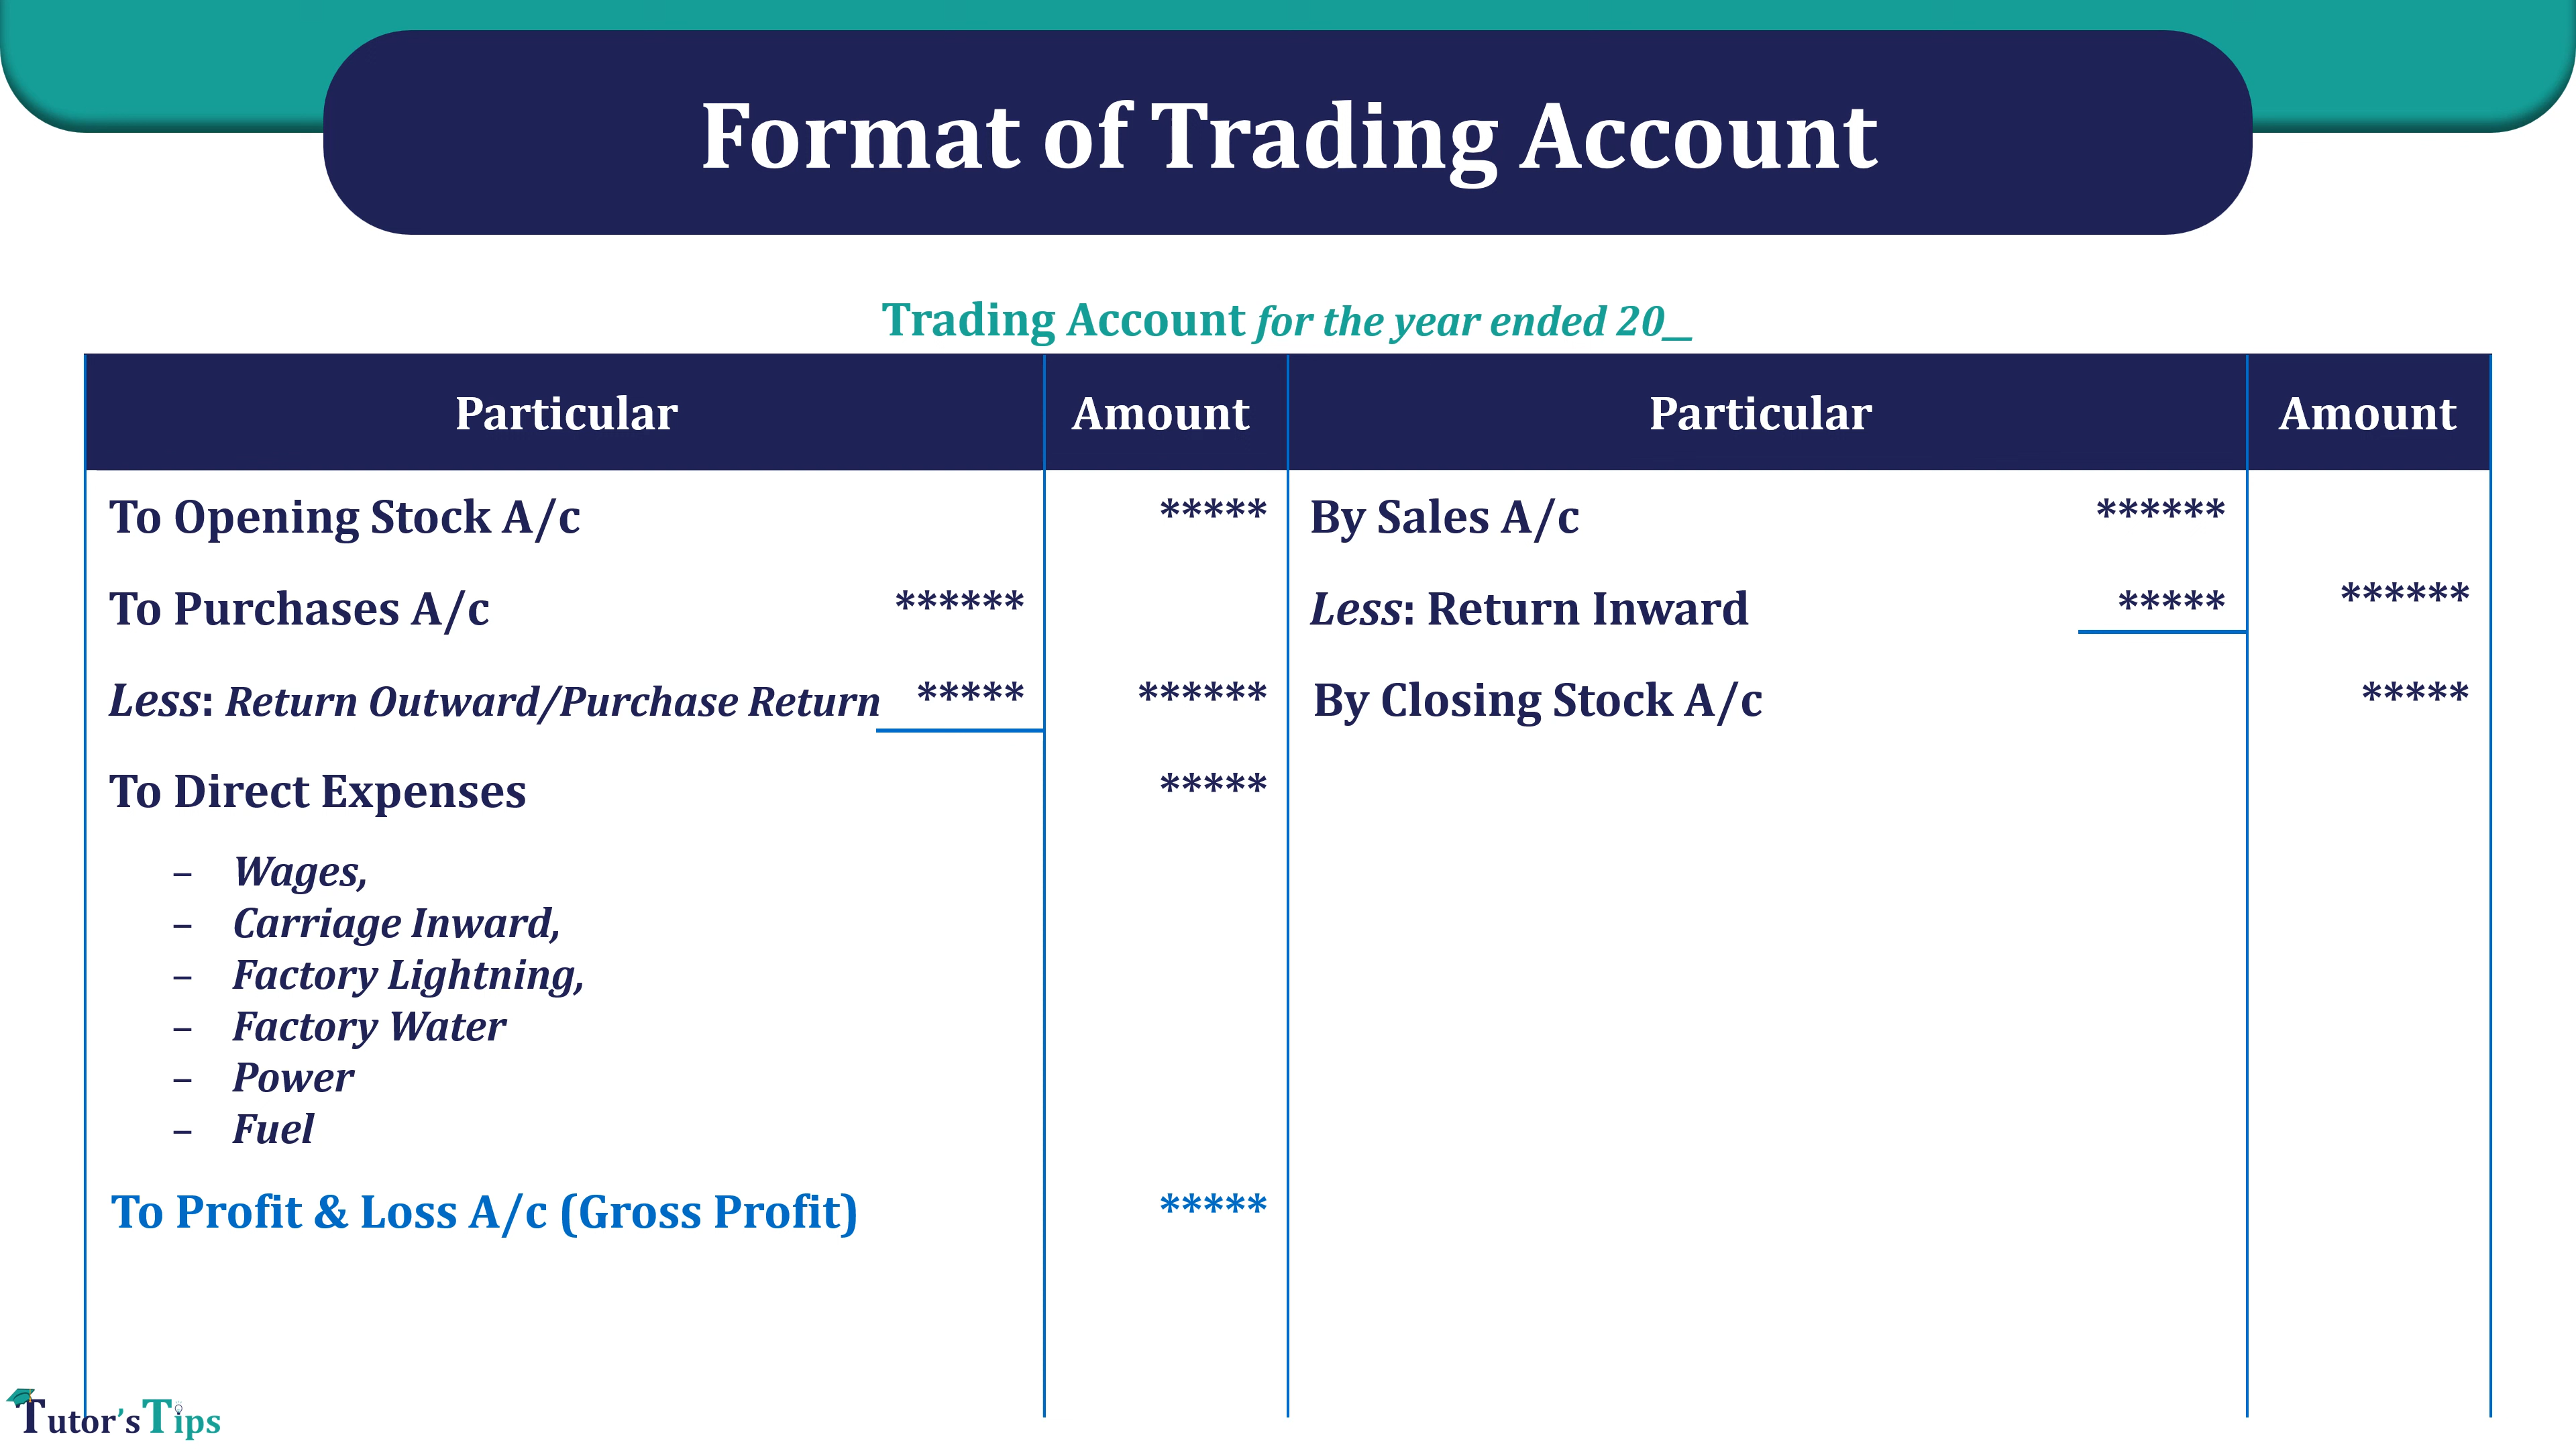 Format of Trading Account
Trading Account for the year ended 20__
Particular Amount Particular Amount
To Opening Stock A/c ***** By Sales A/c ******
To Purchases A/c ****** Less: Return Inward ***** ******
Less: Return Outward/Purchase Return ***** ****** By Closing Stock A/c *****
To Direct Expenses *****
– Wages,
– Carriage Inward,
– Factory Lightning,
– Factory Water
– Power
– Fuel
To Profit & Loss A/c (Gross Profit) *****
Tutor's Tips